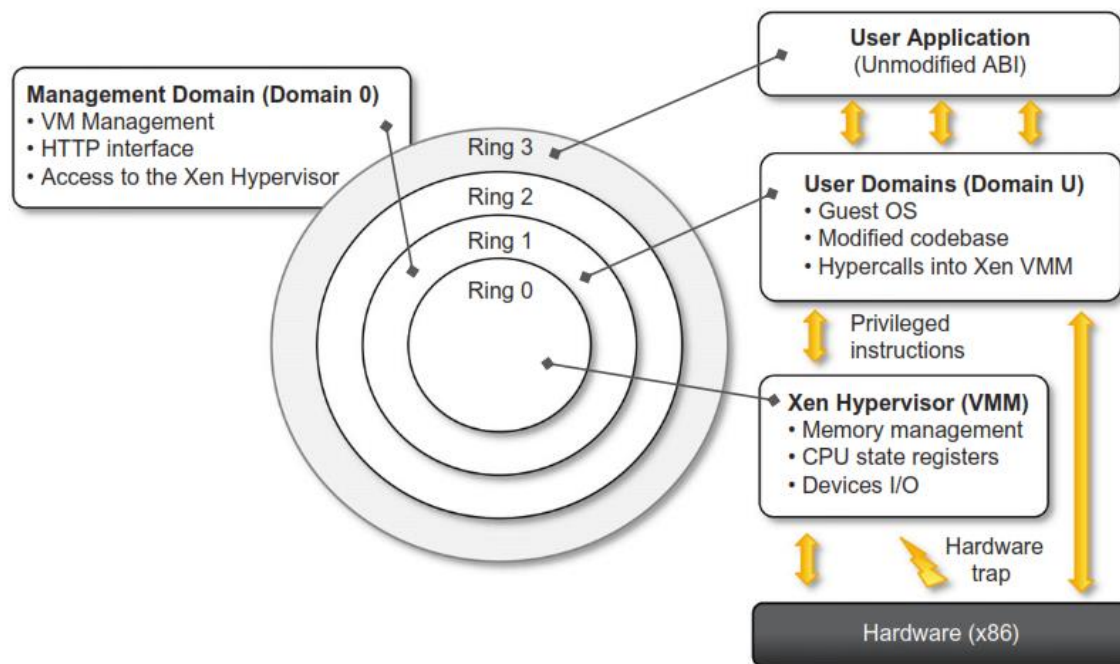 Management Domain (Domain 0)
• VM Management
• HTTP interface
• Access to the Xen Hypervisor
Ring 3
Ring 2
Ring 1
Ring 0
User Application
(Unmodified ABI)
User Domains (Domain U)
• Guest OS
• Modified codebase
• Hypercalls into Xen VMM
Privileged
instructions
Xen Hypervisor (VMM)
• Memory management
• CPU state registers
• Devices I/O
Hardware
trap
Hardware (x86)